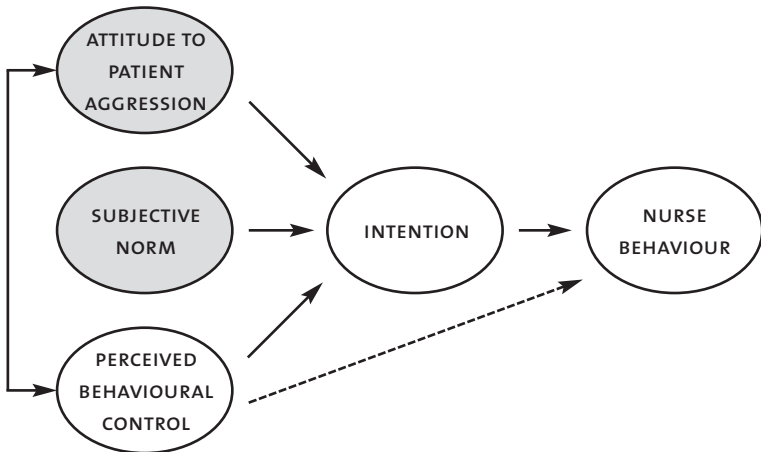 ATTITUDE TO
PATIENT
AGGRESSION
SUBJECTIVE
NORM
INTENTION
NURSE
BEHAVIOUR
PERCEIVED
BEHAVIOURAL
CONTROL